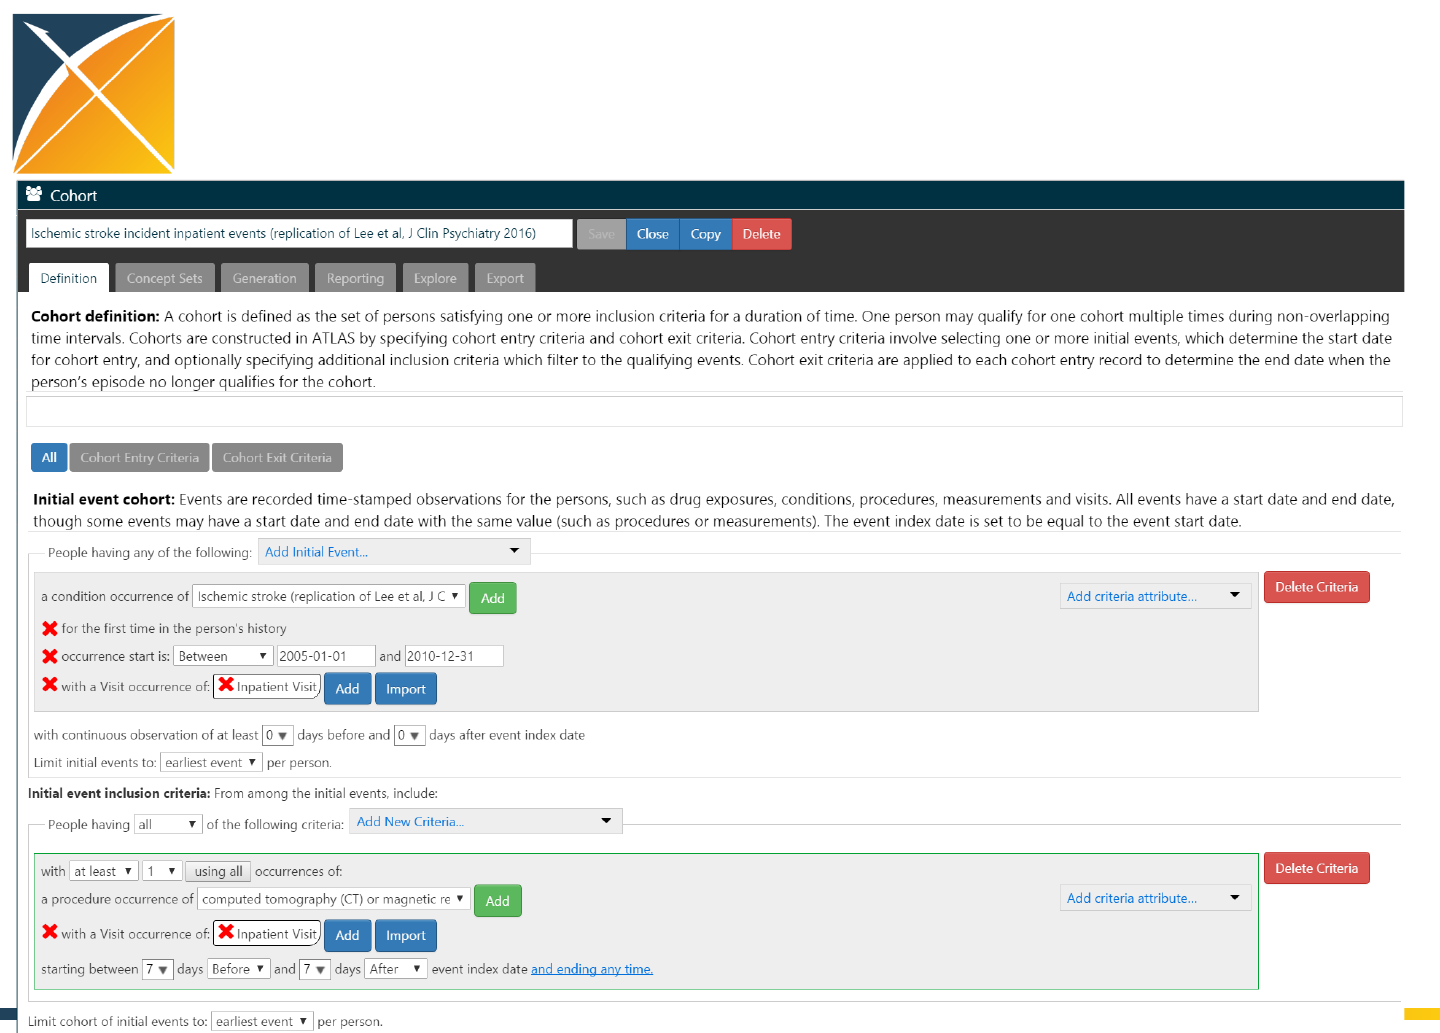 Cohort
Ischemic stroke incident inpatient events (replication of Lee et al, J Clin Psychiatry 2016) Save Close Copy Delete
Definition Concept Sets Generation Reporting Explore Export
Cohort definition: A cohort is defined as the set of persons satisfying one or more inclusion criteria for a duration of time. One person may qualify for one cohort multiple times during non-overlapping
time intervals. Cohorts are constructed in ATLAS by specifying cohort entry criteria and cohort exit criteria. Cohort entry criteria involve selecting one or more initial events, which determine the start date
for cohort entry, and optionally specifying additional inclusion criteria which filter to the qualifying events. Cohort exit criteria are applied to each cohort entry record to determine the end date when the
person's episode no longer qualifies for the cohort.
All Cohort Entry Criteria Cohort Exit Criteria
Initial event cohort: Events are recorded time-stamped observations for the persons, such as drug exposures, conditions, procedures, measurements and visits. All events have a start date and end date,
though some events may have a start date and end date with the same value (such as procedures or measurements). The event index date is set to be equal to the event start date.
People having any of the following: Add Initial Event...
a condition occurrence of Ischemic stroke (replication of Lee et al, J C Add Add criteria attribute... Delete Criteria
for the first time in the person's history
occurrence start is: Between 2005-01-01 and 2010-12-31
with a Visit occurrence of: Inpatient Visit Add Import
with continuous observation of at least 0 days before and 0 days after event index date
Limit initial events to: earliest event per person.
Initial event inclusion criteria: From among the initial events, include:
People having all of the following criteria: Add New Criteria...
with at least 1 using all occurrences of: Delete Criteria
a procedure occurrence of computed tomography (CT) or magnetic re Add Add criteria attribute...
with a Visit occurrence of: Inpatient Visit Add Import
starting between 7 days Before and 7 days After event index date and ending any time.
Limit cohort of initial events to: earliest event per person.